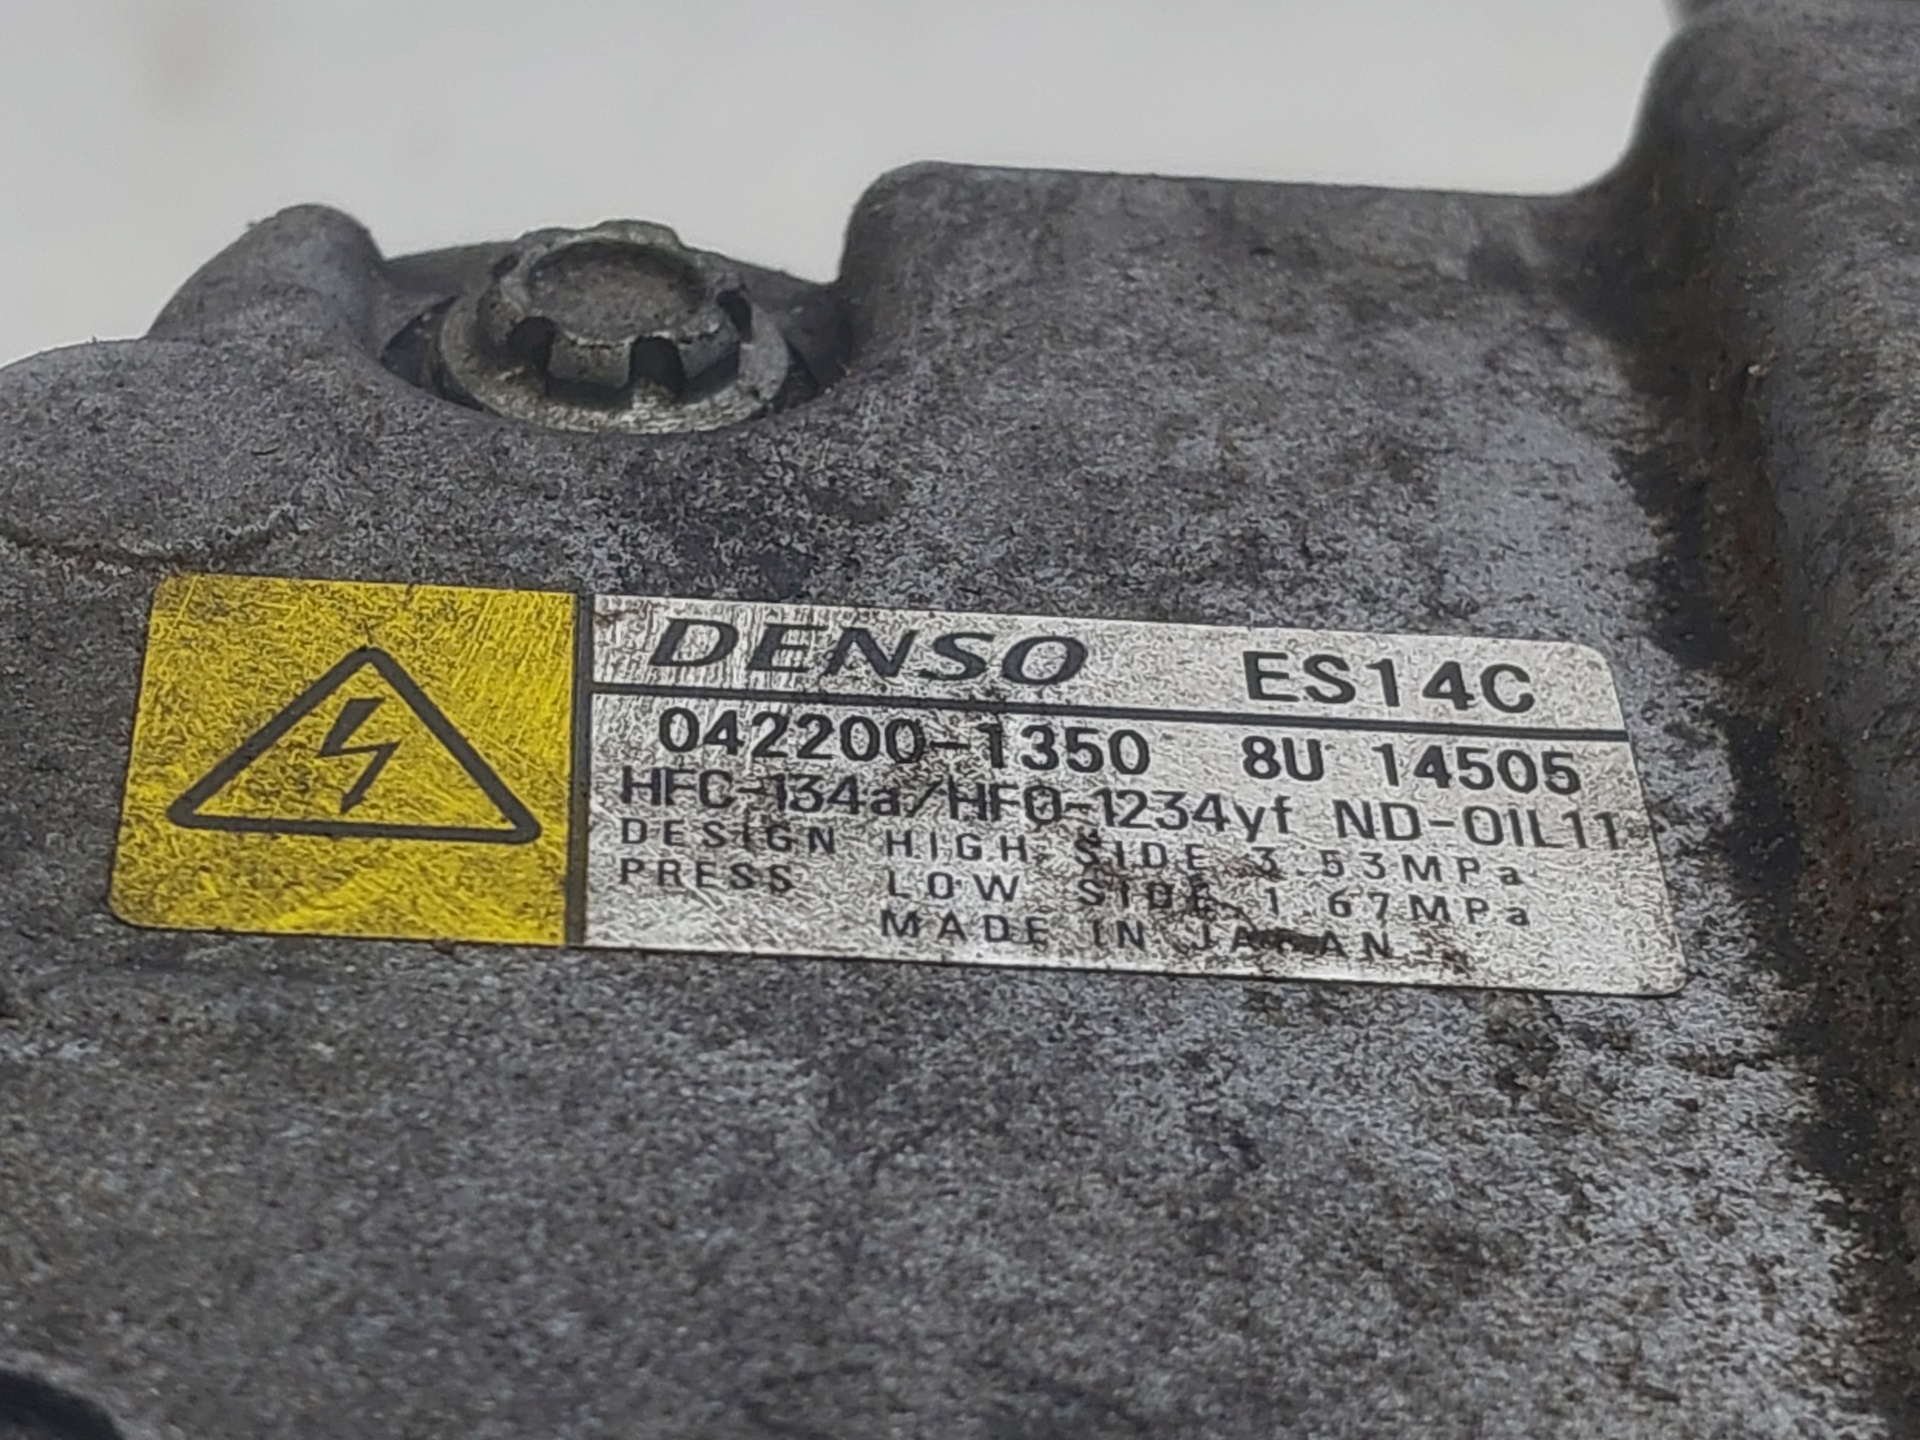 DENSO ES14C
042200-1350 8U 14505
HFC-134a/HFO-1234yf ND-OIL11
DESIGN HIGH SIDE 3.53MPa
PRESS LOW SIDE 1.67MPa
MADE IN JAPAN